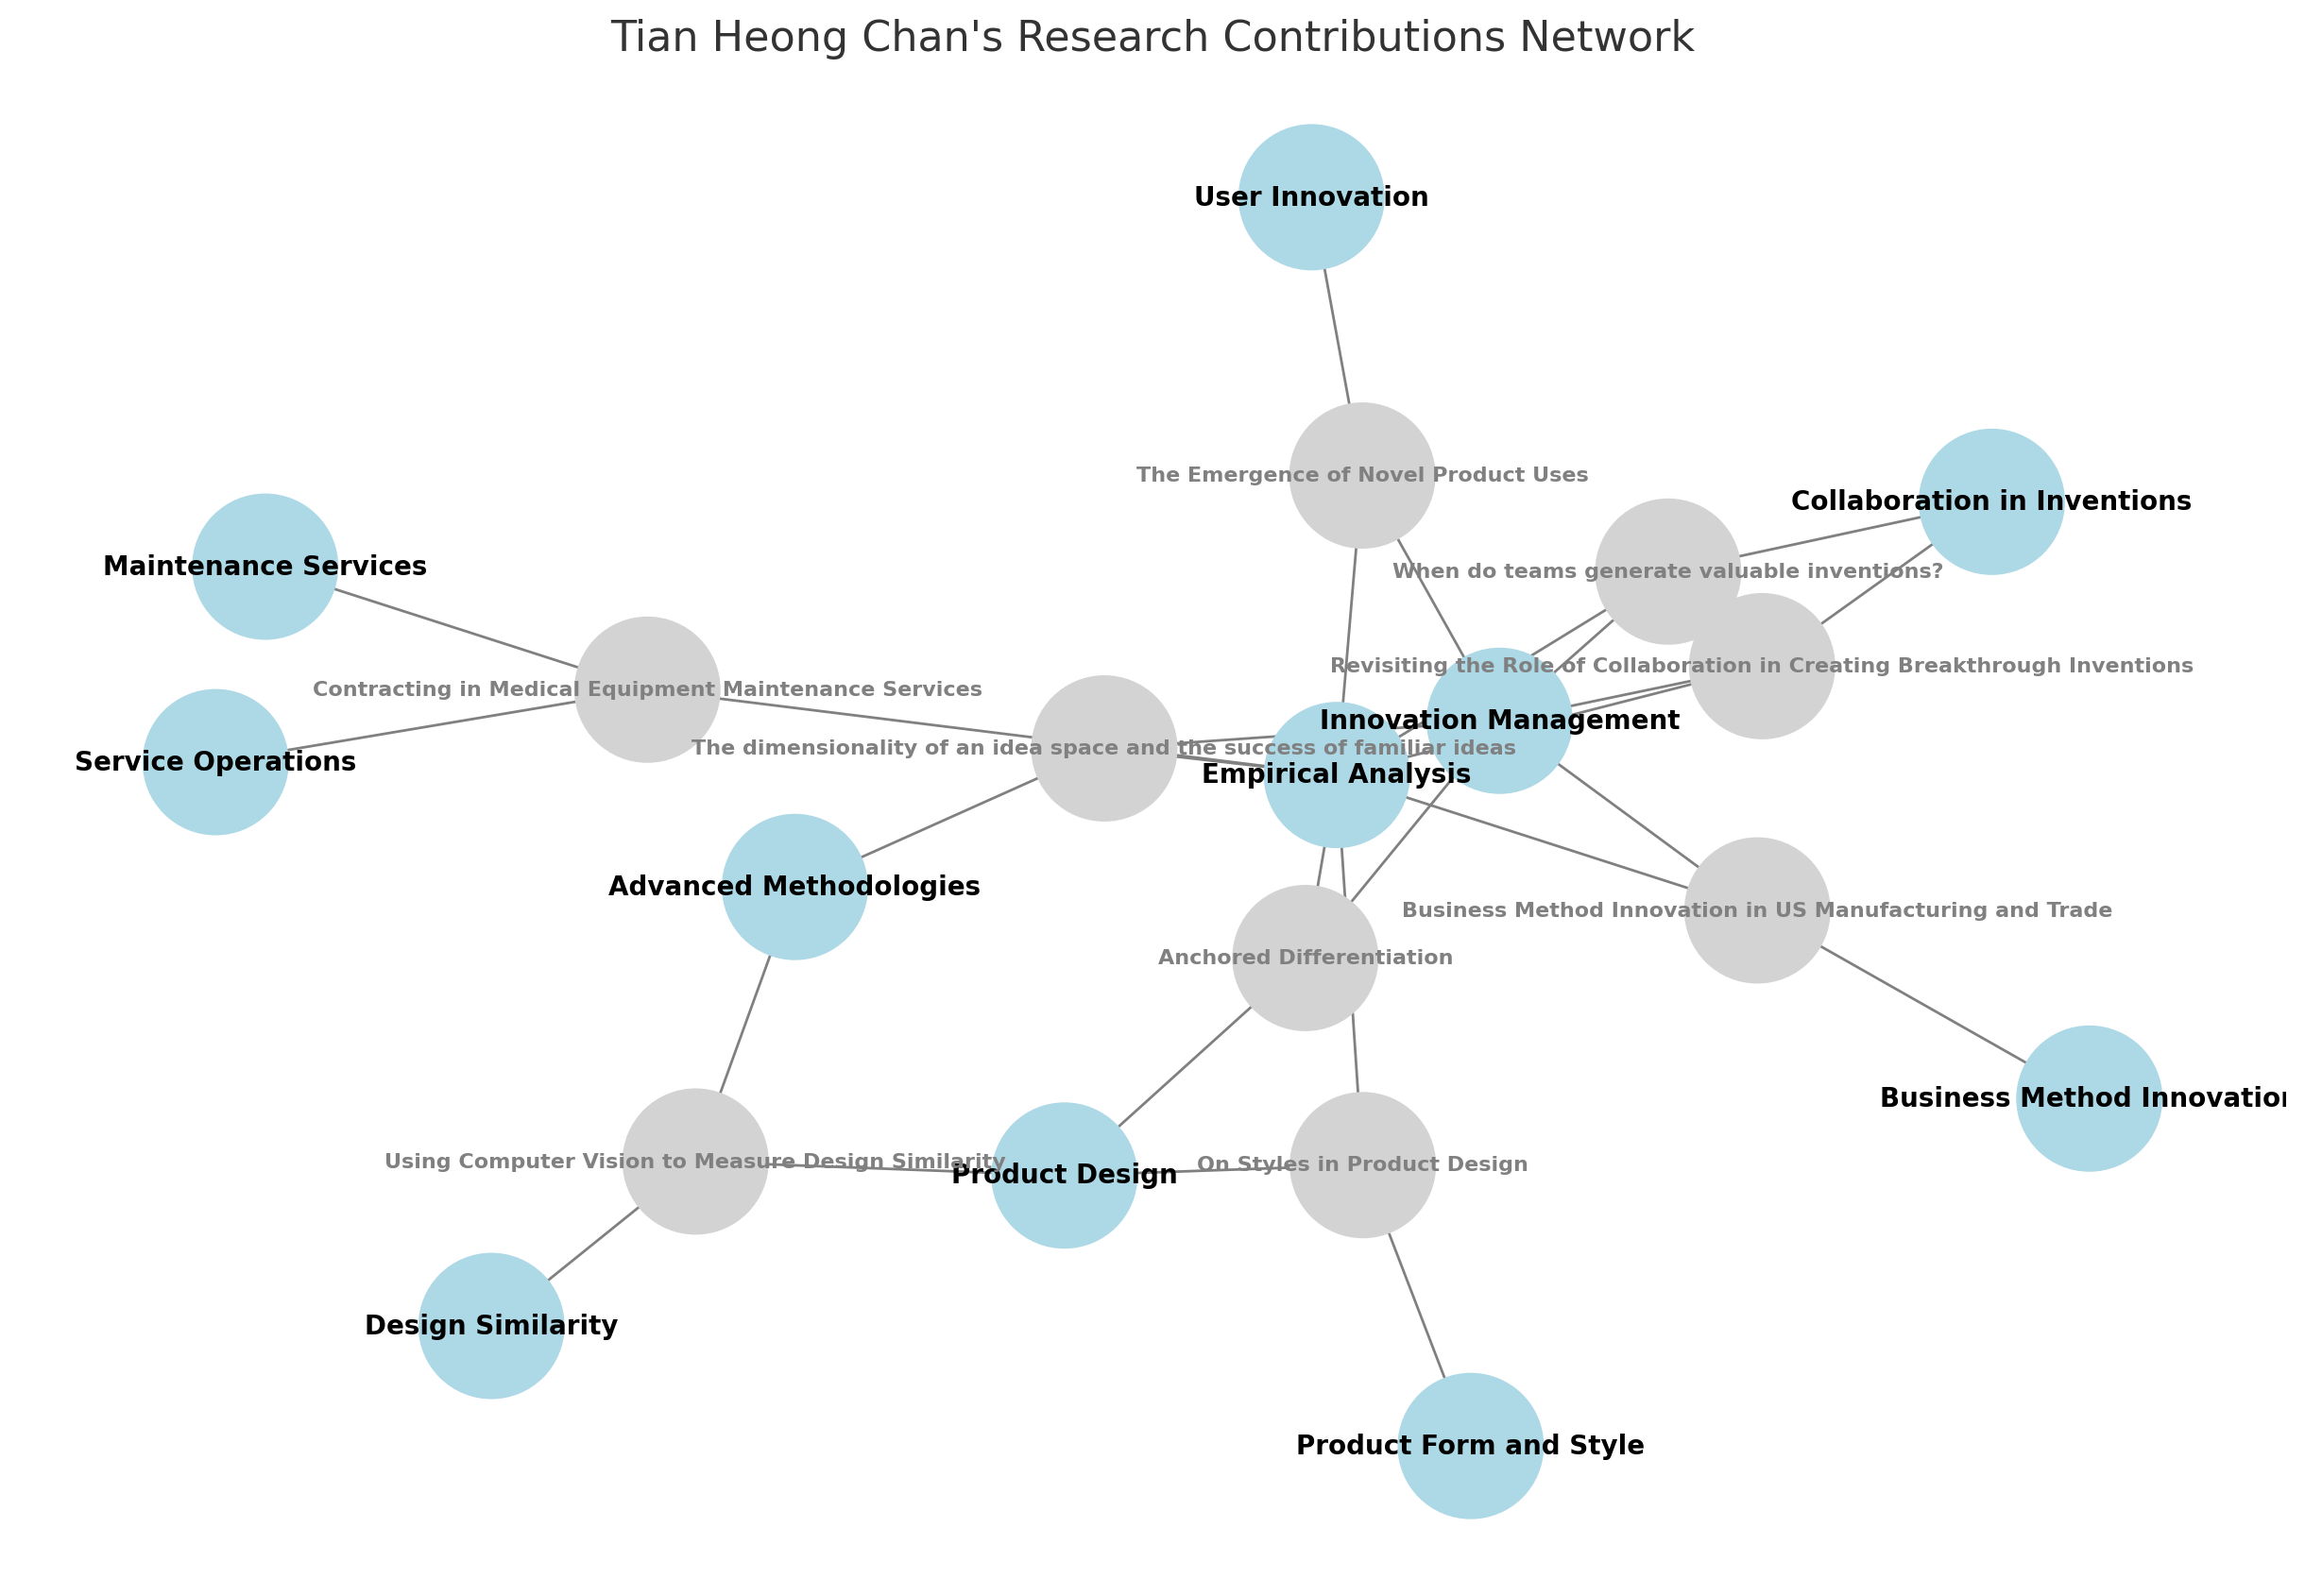 Tian Heong Chan's Research Contributions Network
User Innovation
The Emergence of Novel Product Uses
Collaboration in Inventions
Maintenance Services
When do teams generate valuable inventions?
Revisiting the Role of Collaboration in Creating Breakthrough Inventions
Contracting in Medical Equipment Maintenance Services
Innovation Management
The dimensionality of an idea space and the success of familiar ideas
Service Operations
Empirical Analysis
Advanced Methodologies
Business Method Innovation in US Manufacturing and Trade
Anchored Differentiation
Business Method Innovation
Using Computer Vision to Measure Design Similarity
Product Design
On Styles in Product Design
Design Similarity
Product Form and Style